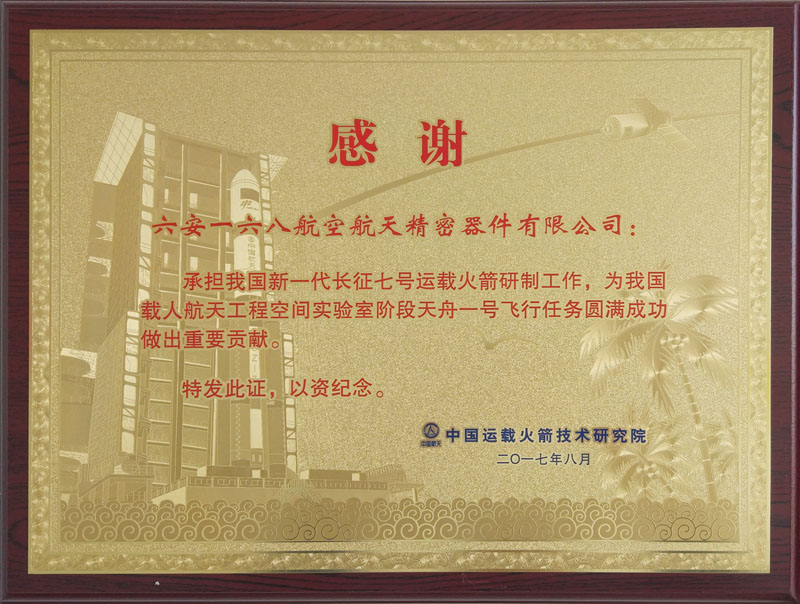 感谢
六安一六八航空航天精密器件有限公司：
承担我国新一代长征七号运载火箭研制工作，为我国
载人航天工程空间实验室阶段天舟一号飞行任务圆满成功
做出重要贡献。
特发此证，以资纪念。
中国航天
中国运载火箭技术研究院
二〇一七年八月